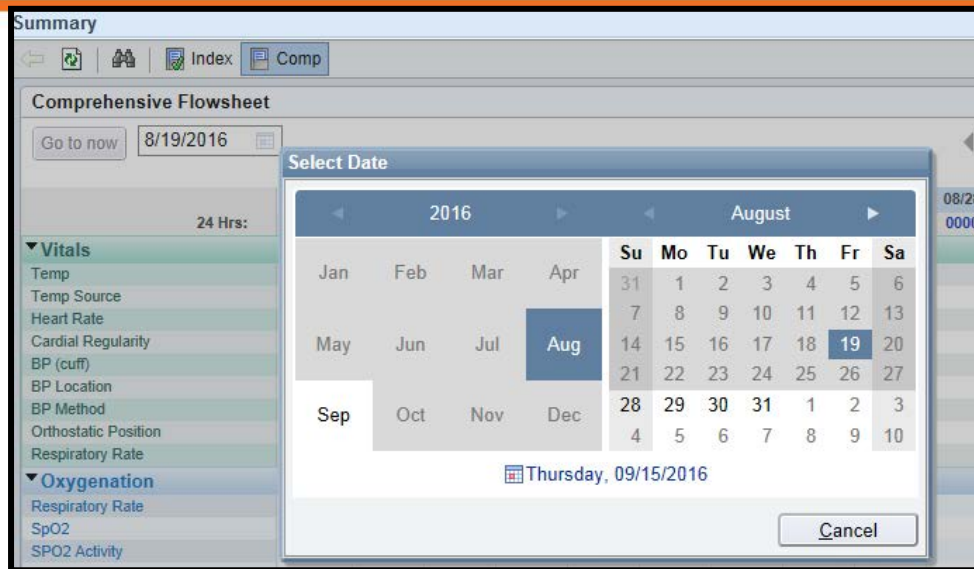 Summary
Index Comp
Comprehensive Flowsheet
Go to now 8/19/2016
Select Date
2016 August
24 Hrs:
Jan Feb Mar Apr
May Jun Jul Aug
Sep Oct Nov Dec
Su Mo Tu We Th Fr Sa
31 1 2 3 4 5 6
7 8 9 10 11 12 13
14 15 16 17 18 19 20
21 22 23 24 25 26 27
28 29 30 31 1 2 3
4 5 6 7 8 9 10
Thursday, 09/15/2016
Cancel
Vitals
Temp
Temp Source
Heart Rate
Cardial Regularity
BP (cuff)
BP Location
BP Method
Orthostatic Position
Respiratory Rate
Oxygenation
Respiratory Rate
SpO2
SPO2 Activity